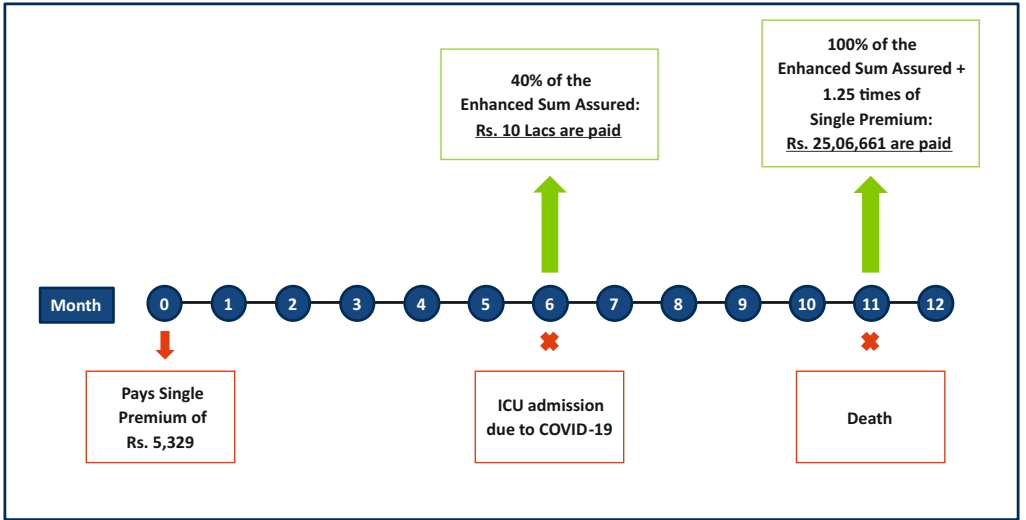 40% of the
Enhanced Sum Assured:
Rs. 10 Lacs are paid
100% of the
Enhanced Sum Assured +
1.25 times of
Single Premium:
Rs. 25,06,661 are paid
Month 0 1 2 3 4 5 6 7 8 9 10 11 12
Pays Single
Premium of
Rs. 5,329
ICU admission
due to COVID-19
Death